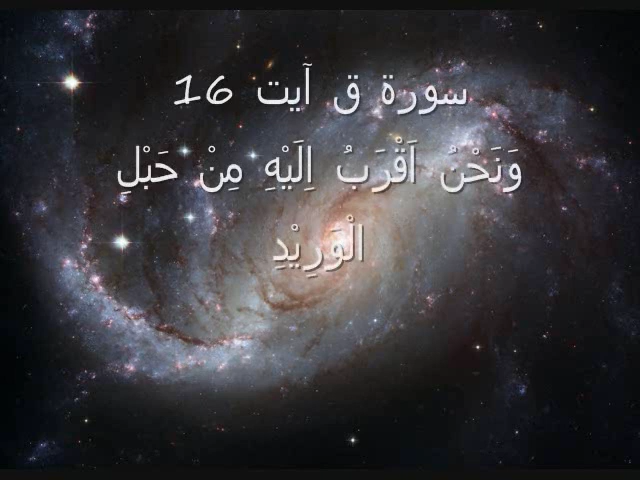 سورة ق آیت 16
وَنَحْنُ اَقْرَبُ اِلَيْهِ مِنْ حَبْلِ
الْوَرِيْدِ